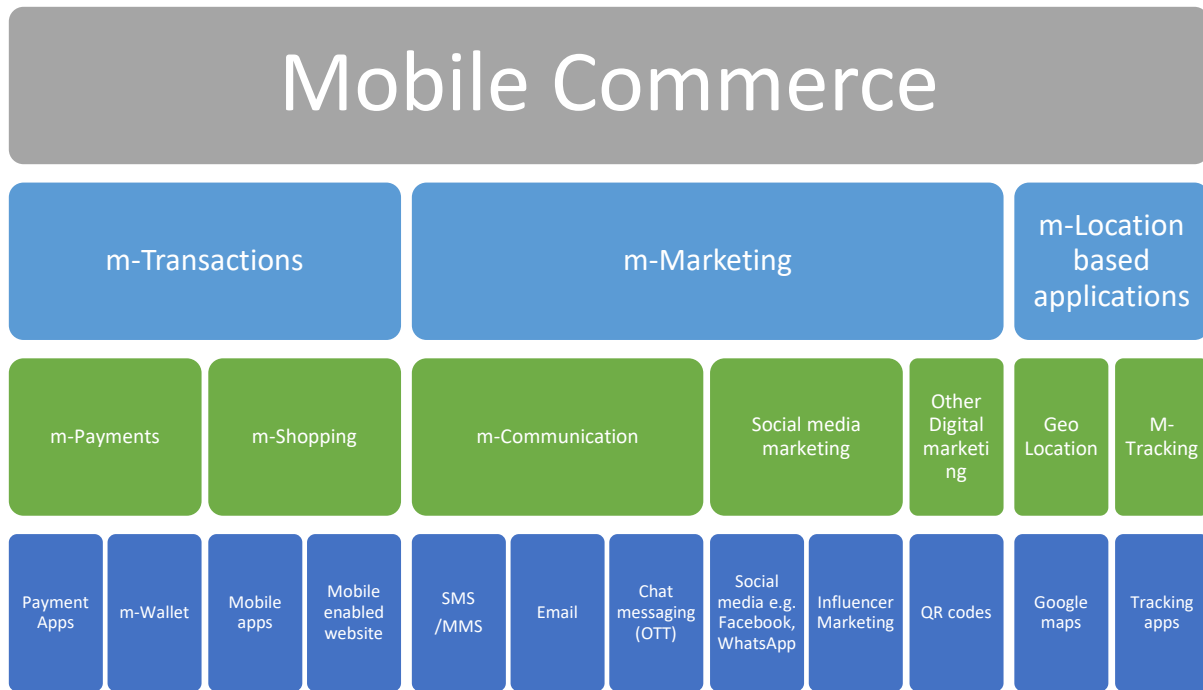 Mobile Commerce
m-Transactions
m-Marketing
m-Location
based
applications
m-Payments
m-Shopping
m-Communication
Social media
marketing
Other
Digital
marketi
ng
Geo
Location
M-
Tracking
Payment
Apps
m-Wallet
Mobile
apps
Mobile
enabled
website
SMS
/MMS
Email
Chat
messaging
(OTT)
Social
media e.g.
Facebook,
WhatsApp
Influencer
Marketing
QR codes
Google
maps
Tracking
apps